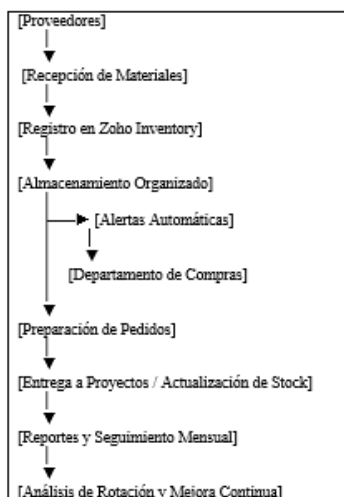 [Proveedores]
[Recepción de Materiales]
[Registro en Zoho Inventory]
[Almacenamiento Organizado]
[Alertas Automáticas]
[Departamento de Compras]
[Preparación de Pedidos]
[Entrega a Proyectos / Actualización de Stock]
[Reportes y Seguimiento Mensual]
[Análisis de Rotación y Mejora Continua]